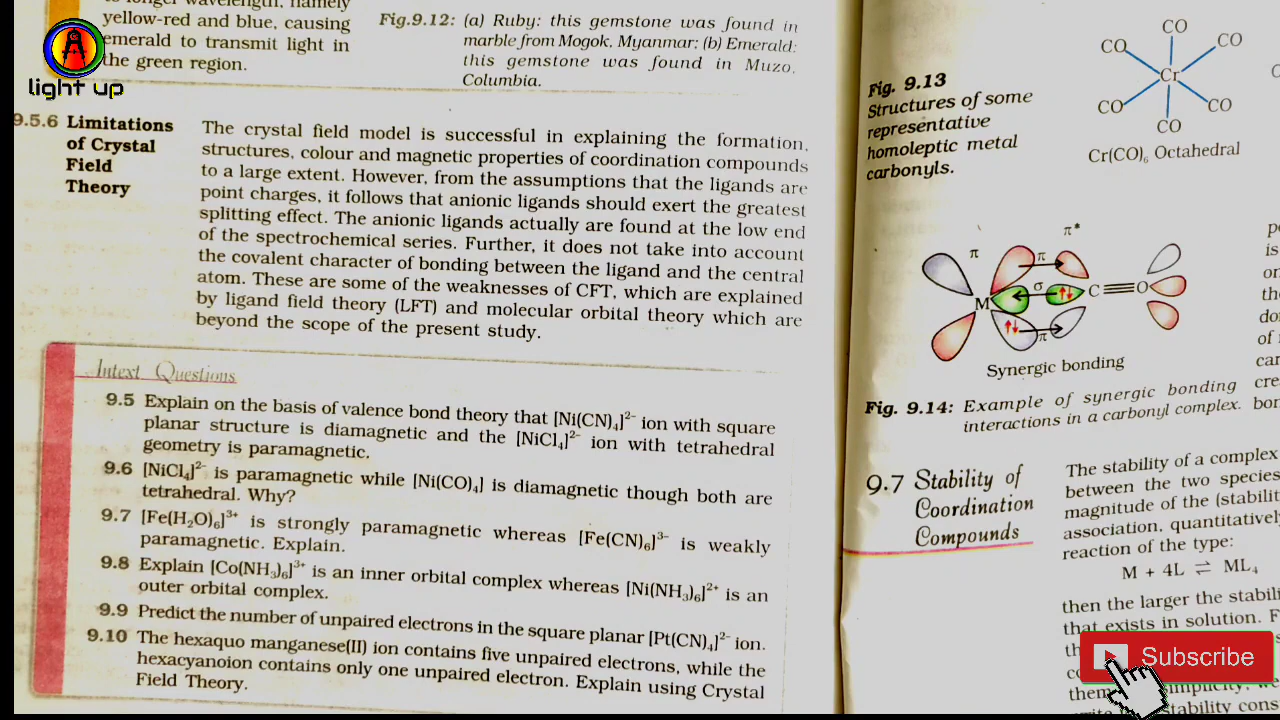 to longer wavelength, namely
yellow-red and blue, causing
emerald to transmit light in
the green region.
light up
Fig.9.12: (a) Ruby: this gemstone was found in
marble from Mogok, Myanmar; (b) Emerald:
this gemstone was found in Muzo,
Columbia.
9.5.6 Limitations
of Crystal
Field
Theory
The crystal field model is successful in explaining the formation,
structures, colour and magnetic properties of coordination compounds
to a large extent. However, from the assumptions that the ligands are
point charges, it follows that anionic ligands should exert the greatest
splitting effect. The anionic ligands actually are found at the low end
of the spectrochemical series. Further, it does not take into account
the covalent character of bonding between the ligand and the central
atom. These are some of the weaknesses of CFT, which are explained
by ligand field theory (LFT) and molecular orbital theory which are
beyond the scope of the present study.
Intext Questions
9.5 Explain on the basis of valence bond theory that [Ni(CN)₄]²⁻ ion with square
planar structure is diamagnetic and the [NiCl₄]²⁻ ion with tetrahedral
geometry is paramagnetic.
9.6 [NiCl₄]²⁻ is paramagnetic while [Ni(CO)₄] is diamagnetic though both are
tetrahedral. Why?
9.7 [Fe(H₂O)₆]³⁺ is strongly paramagnetic whereas [Fe(CN)₆]³⁻ is weakly
paramagnetic. Explain.
9.8 Explain [Co(NH₃)₆]³⁺ is an inner orbital complex whereas [Ni(NH₃)₆]²⁺ is an
outer orbital complex.
9.9 Predict the number of unpaired electrons in the square planar [Pt(CN)₄]²⁻ ion.
9.10 The hexaquo manganese(II) ion contains five unpaired electrons, while the
hexacyanoion contains only one unpaired electron. Explain using Crystal
Field Theory.
Fig. 9.13
Structures of some
representative
homoleptic metal
carbonyls.
CO
CO CO
Cr
CO CO
CO
Cr(CO)₆ Octahedral
π π π*
M σ C O
π
Synergic bonding
Fig. 9.14: Example of synergic bonding
interactions in a carbonyl complex.
is
of
car
cre
bon
9.7 Stability of
Coordination
Compounds
The stability of a complex
between the two species
magnitude of the (stabilit
association, quantitativel
reaction of the type:
M + 4L ⇌ ML₄
then the larger the stabili
that exists in solution. F
them simplicity, we
stability cons
Subscribe